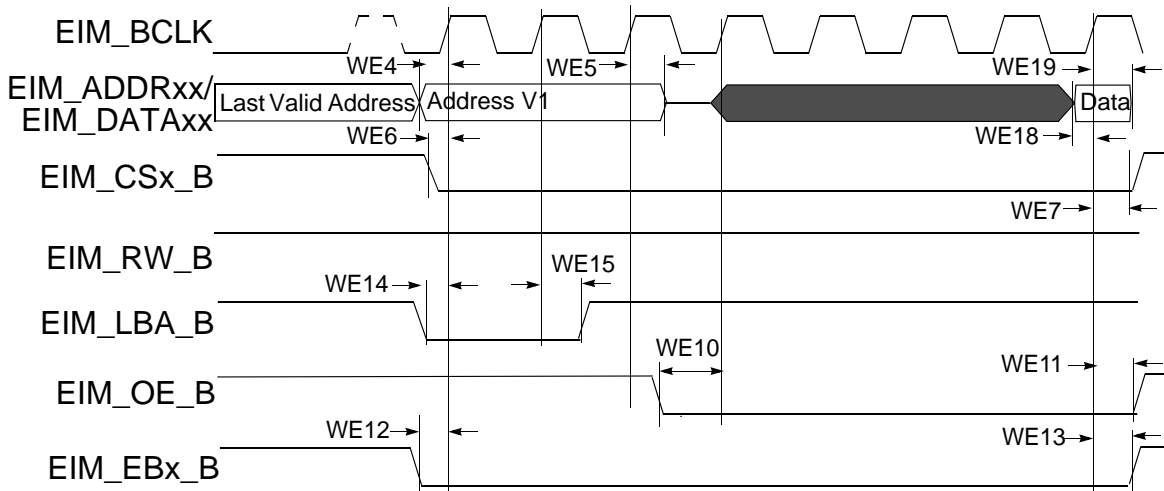 EIM_BCLK
WE4
WE5
WE19
EIM_ADDRxx/
EIM_DATAxx
Last Valid Address
Address V1
Data
WE6
WE18
EIM_CSx_B
WE7
EIM_RW_B
WE14
WE15
EIM_LBA_B
WE10
WE11
EIM_OE_B
WE12
WE13
EIM_EBx_B